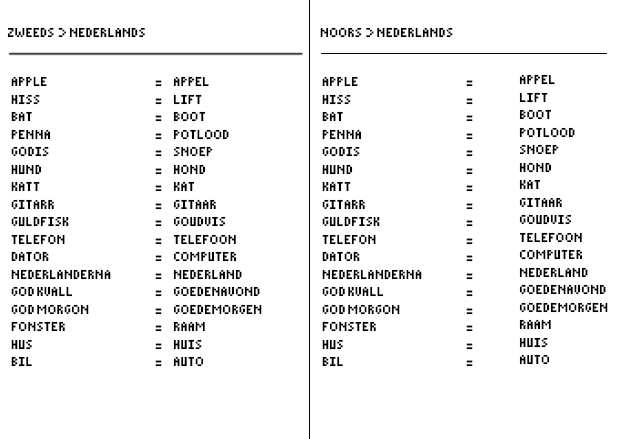 ZWEEDS > NEDERLANDS
APPLE = APPEL
HISS = LIFT
BAT = BOOT
PENNA = POTLOOD
GODIS = SNOEP
HUND = HOND
KATT = KAT
GITARR = GITAAR
GULDFISK = GOUDVIS
TELEFON = TELEFOON
DATOR = COMPUTER
NEDERLANDERNA = NEDERLAND
GOD KVALL = GOEDENAVOND
GOD MORGON = GOEDEMORGEN
FONSTER = RAAM
HUS = HUIS
BIL = AUTO
NOORS > NEDERLANDS
APPLE = APPEL
HISS = LIFT
BAT = BOOT
PENNA = POTLOOD
GODIS = SNOEP
HUND = HOND
KATT = KAT
GITARR = GITAAR
GULDFISK = GOUDVIS
TELEFON = TELEFOON
DATOR = COMPUTER
NEDERLANDERNA = NEDERLAND
GOD KVALL = GOEDENAVOND
GOD MORGON = GOEDEMORGEN
FONSTER = RAAM
HUS = HUIS
BIL = AUTO